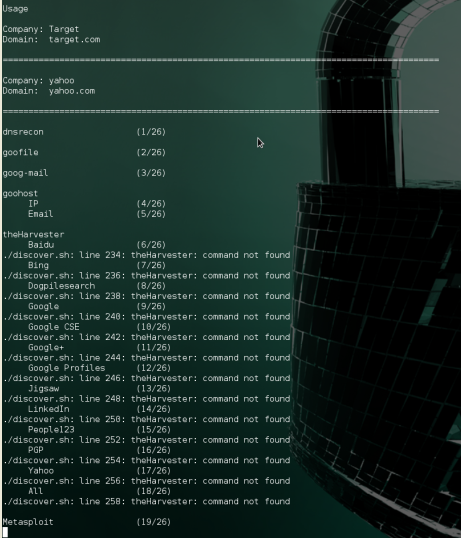 Usage
Company: Target
Domain: target.com
================================================================================
Company: yahoo
Domain: yahoo.com
================================================================================
dnsrecon (1/26)
goofile (2/26)
goog-mail (3/26)
goohost
IP (4/26)
Email (5/26)
theHarvester
Baidu (6/26)
./discover.sh: line 234: theHarvester: command not found
Bing (7/26)
./discover.sh: line 236: theHarvester: command not found
Dogpilesearch (8/26)
./discover.sh: line 238: theHarvester: command not found
Google (9/26)
./discover.sh: line 240: theHarvester: command not found
Google CSE (10/26)
./discover.sh: line 242: theHarvester: command not found
Google+ (11/26)
./discover.sh: line 244: theHarvester: command not found
Google Profiles (12/26)
./discover.sh: line 246: theHarvester: command not found
Jigsaw (13/26)
./discover.sh: line 248: theHarvester: command not found
LinkedIn (14/26)
./discover.sh: line 250: theHarvester: command not found
People123 (15/26)
./discover.sh: line 252: theHarvester: command not found
PGP (16/26)
./discover.sh: line 254: theHarvester: command not found
Yahoo (17/26)
./discover.sh: line 256: theHarvester: command not found
All (18/26)
./discover.sh: line 258: theHarvester: command not found
Metasploit (19/26)